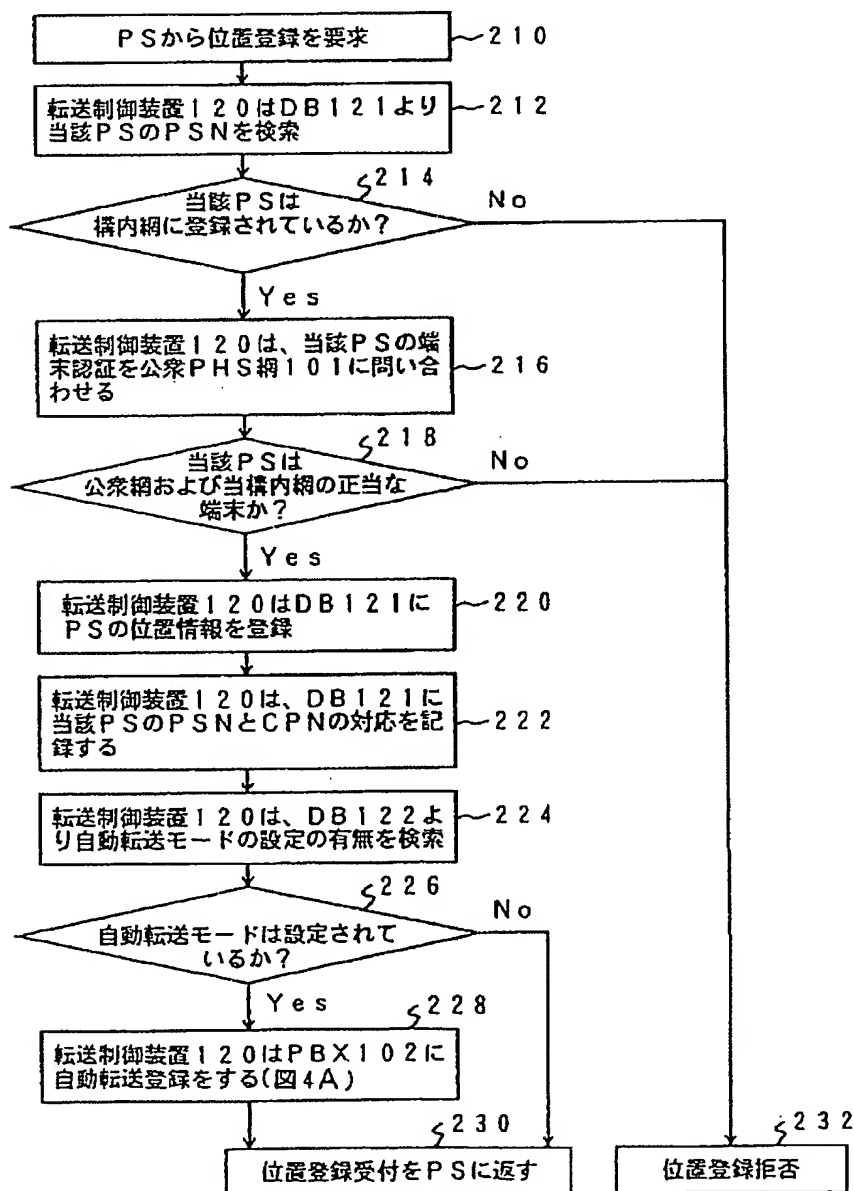 PSから位置登録を要求
210
転送制御装置120はDB121より
当該PSのPSNを検索
212
214
当該PSは
構内網に登録されているか?
No
Yes
転送制御装置120は、当該PSの端
末認証を公衆PHS網101に問い合
わせる
216
218
当該PSは
公衆網および当構内網の正当な
端末か?
No
Yes
転送制御装置120はDB121に
PSの位置情報を登録
220
転送制御装置120は、DB121に
当該PSのPSNとCPNの対応を記
録する
222
転送制御装置120は、DB122よ
り自動転送モードの設定の有無を検索
224
226
自動転送モードは設定されて
いるか?
No
Yes
228
転送制御装置120はPBX102に
自動転送登録をする(図4A)
230
位置登録受付をPSに返す
232
位置登録拒否